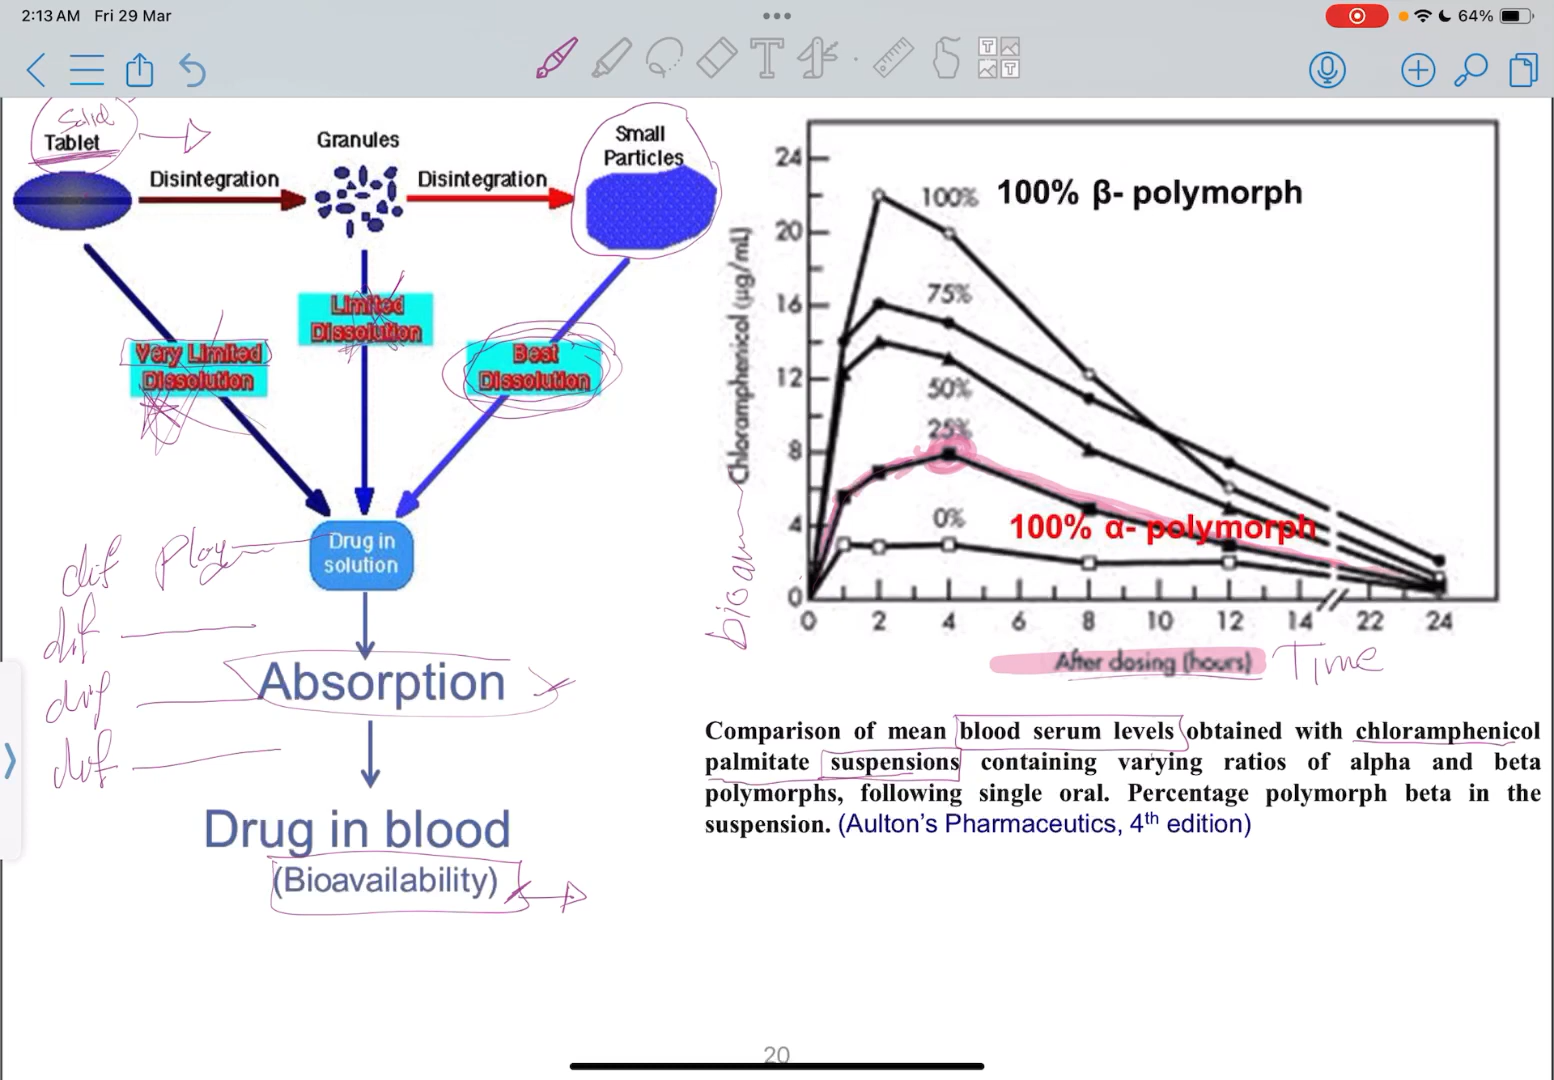 2:13 AM Fri 29 Mar
64%
Solid
Tablet
Disintegration
Granules
Disintegration
Small
Particles
Limited
Dissolution
Very Limited
Dissolution
Best
Dissolution
Drug in
solution
Absorption
Drug in blood
(Bioavailability)
Chloramphenicol (µg/mL)
24
20
16
12
8
4
0
100% 100% β- polymorph
75%
50%
25%
0% 100% α- polymorph
0 2 4 6 8 10 12 14 22 24
After dosing (hours) Time
Comparison of mean blood serum levels obtained with chloramphenicol
palmitate suspensions containing varying ratios of alpha and beta
polymorphs, following single oral. Percentage polymorph beta in the
suspension. (Aulton’s Pharmaceutics, 4th edition)
20